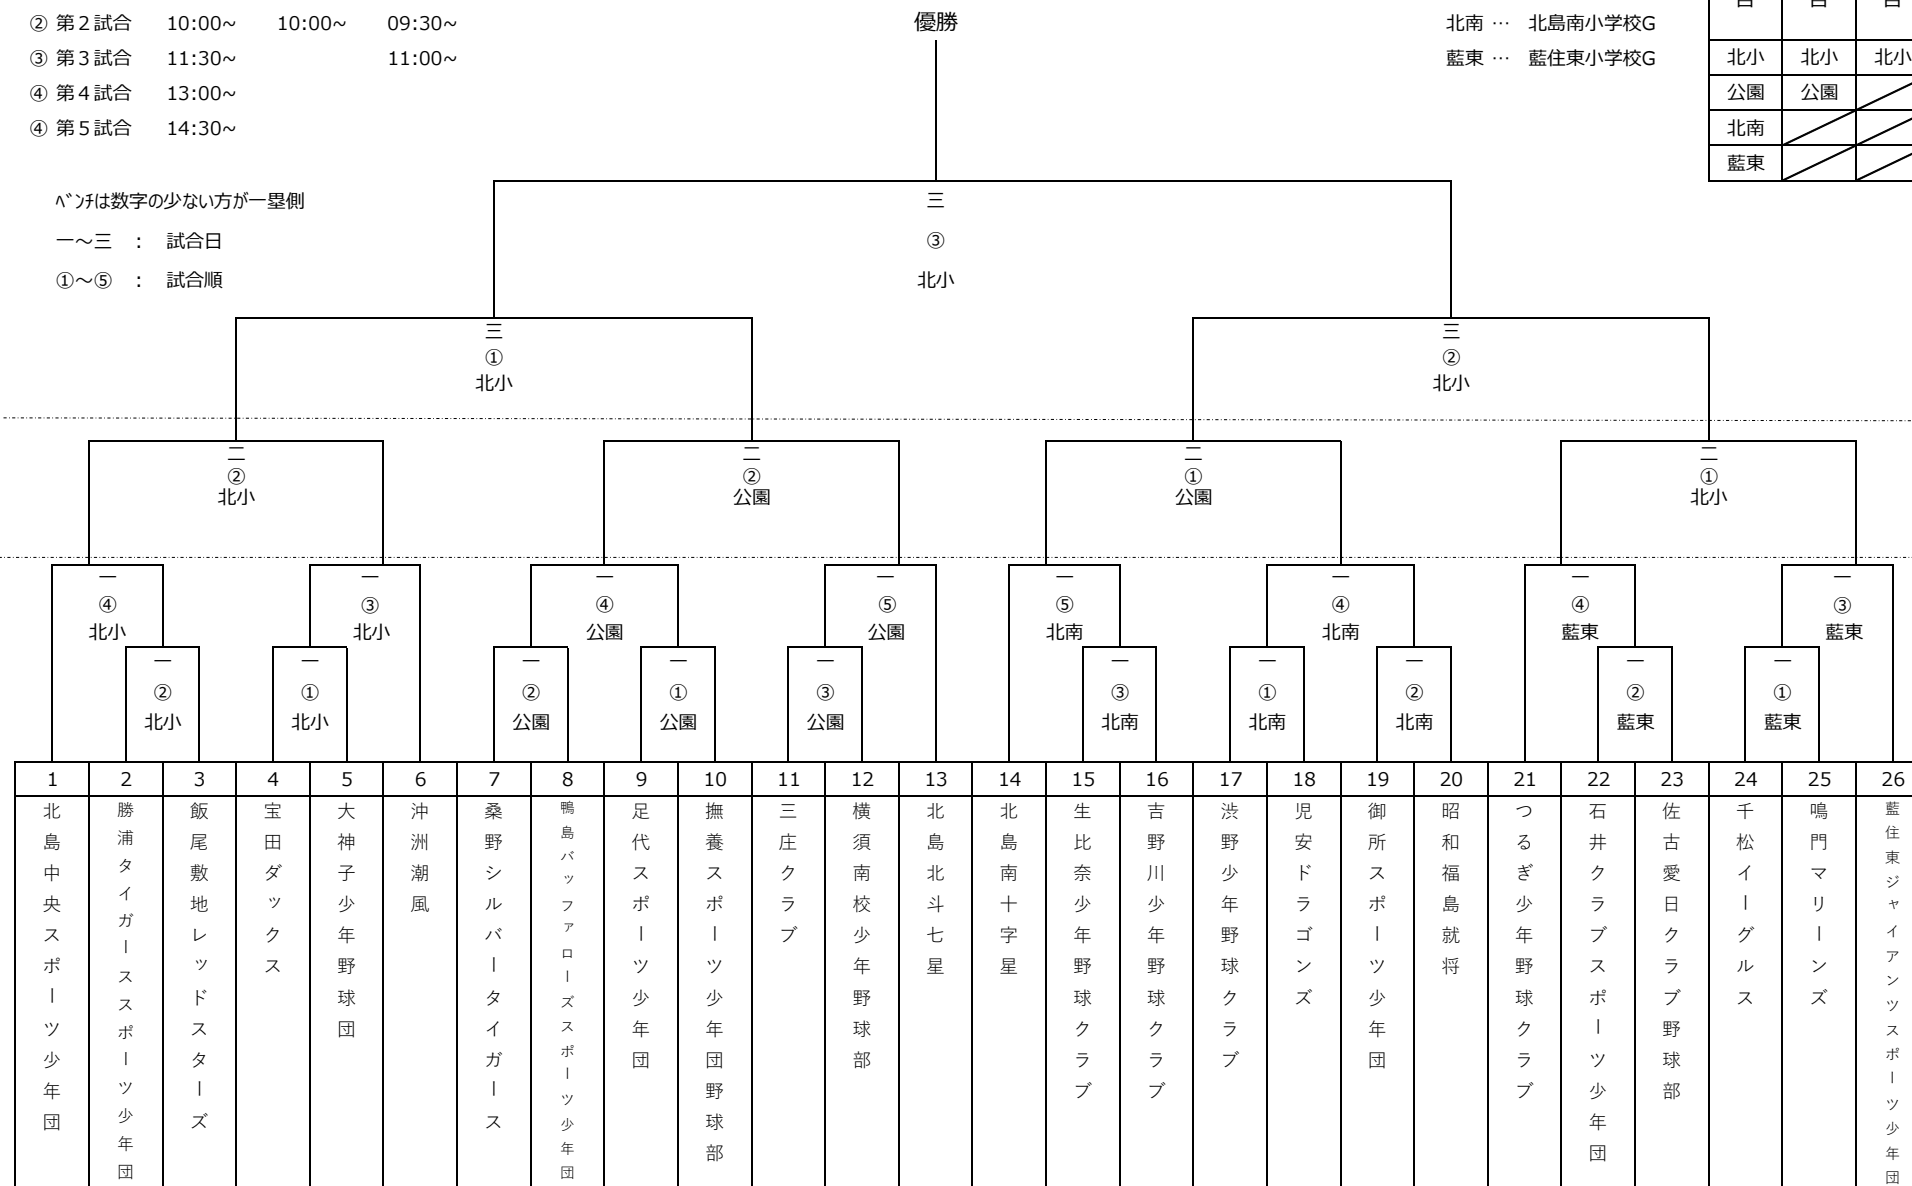 ② 第２試合 10:00~ 10:00~ 09:30~
③ 第３試合 11:30~ 11:00~
④ 第４試合 13:00~
④ 第５試合 14:30~
優勝
北南 … 北島南小学校G
藍東 … 藍住東小学校G
北小 北小 北小
公園 公園
北南
藍東
ﾍﾞﾝﾁは数字の少ない方が一塁側
一～三 ： 試合日
①～⑤ ： 試合順
三
③
北小
三 三
① ②
北小 北小
二 二 二 二
② ② ① ①
北小 公園 公園 北小
一 一 一 一 一 一 一 一
④ ③ ④ ⑤ ⑤ ④ ④ ③
北小 北小 公園 公園 北南 北南 藍東 藍東
一 一 一 一 一 一 一 一 一 一
② ① ② ① ③ ③ ① ② ② ①
北小 北小 公園 公園 公園 北南 北南 北南 藍東 藍東
1 2 3 4 5 6 7 8 9 10 11 12 13 14 15 16 17 18 19 20 21 22 23 24 25 26
北島中央スポーツ少年団
勝浦タイガーススポーツ少年団
飯尾敷地レッドスターズ
宝田ダックス
大神子少年野球団
沖洲潮風
桑野シルバータイガース
鴨島バッファローズスポーツ少年団
足代スポーツ少年団
撫養スポーツ少年団野球部
三庄クラブ
横須南校少年野球部
北島北斗七星
北島南十字星
生比奈少年野球クラブ
吉野川少年野球クラブ
渋野少年野球クラブ
児安ドラゴンズ
御所スポーツ少年団
昭和福島就将
つるぎ少年野球クラブ
石井クラブスポーツ少年団
佐古愛日クラブ野球部
千松イーグルス
鳴門マリーンズ
藍住東ジャイアンツスポーツ少年団